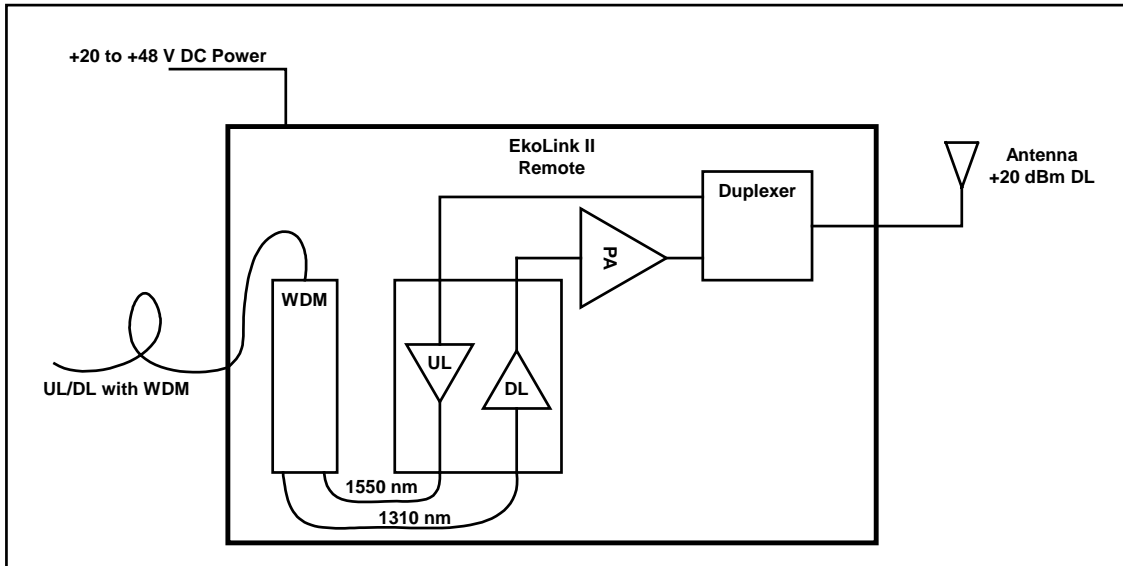 +20 to +48 V DC Power
EkoLink II
Remote
Antenna
+20 dBm DL
Duplexer
PA
WDM
UL
DL
UL/DL with WDM
1550 nm
1310 nm